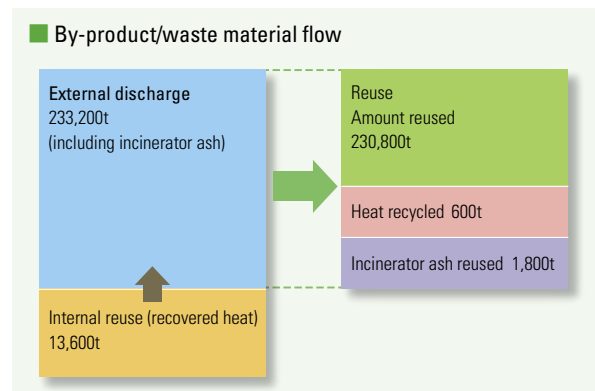 By-product/waste material flow
External discharge
233,200t
(including incinerator ash)
Internal reuse (recovered heat)
13,600t
Reuse
Amount reused
230,800t
Heat recycled 600t
Incinerator ash reused 1,800t